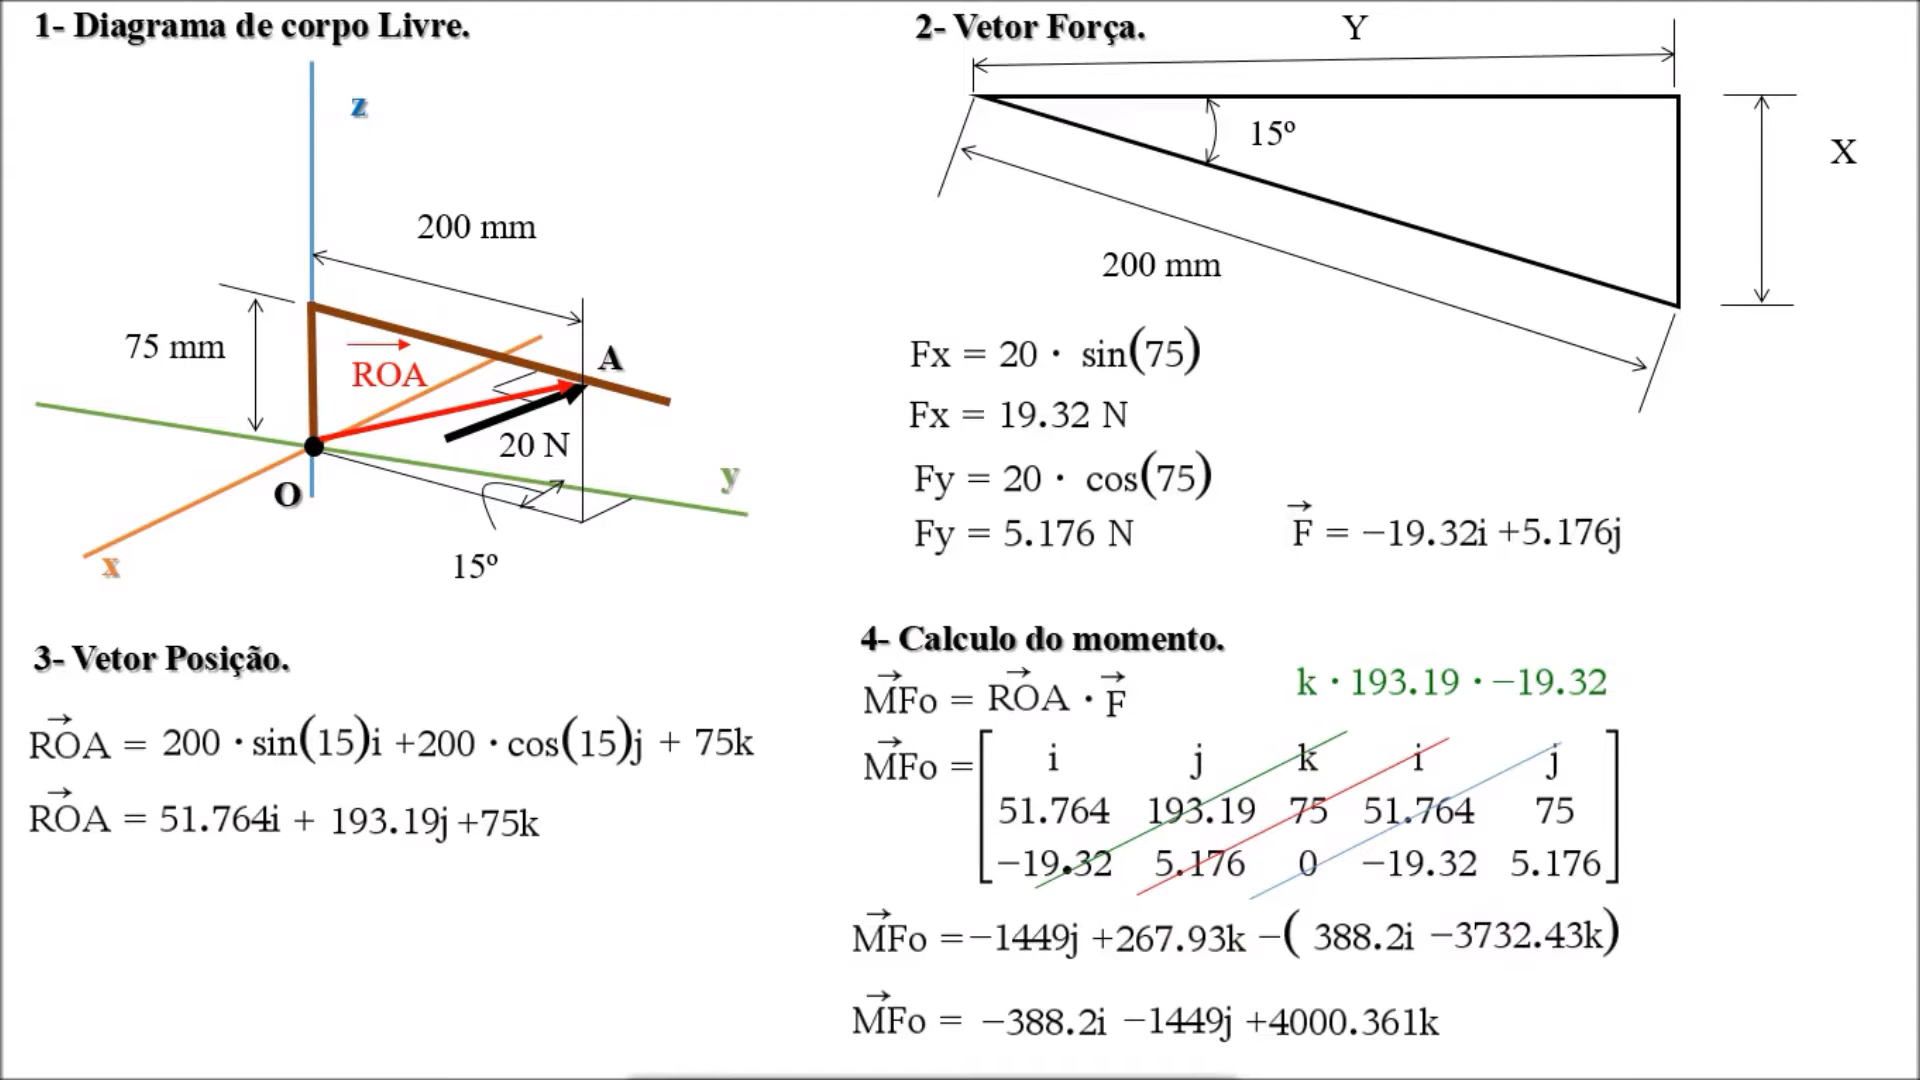 1- Diagrama de corpo Livre.
z
200 mm
75 mm
ROA
A
20 N
O
y
x
15º
2- Vetor Força.
Y
15º
X
200 mm
Fx = 20 · sin(75)
Fx = 19.32 N
Fy = 20 · cos(75)
Fy = 5.176 N
F = −19.32i +5.176j
3- Vetor Posição.
ROA = 200 · sin(15)i +200 · cos(15)j + 75k
ROA = 51.764i + 193.19j +75k
4- Calculo do momento.
MFo = ROA · F
k · 193.19 · −19.32
MFo =
i j k i j
51.764 193.19 75 51.764 75
−19.32 5.176 0 −19.32 5.176
MFo =−1449j +267.93k −( 388.2i −3732.43k)
MFo = −388.2i −1449j +4000.361k